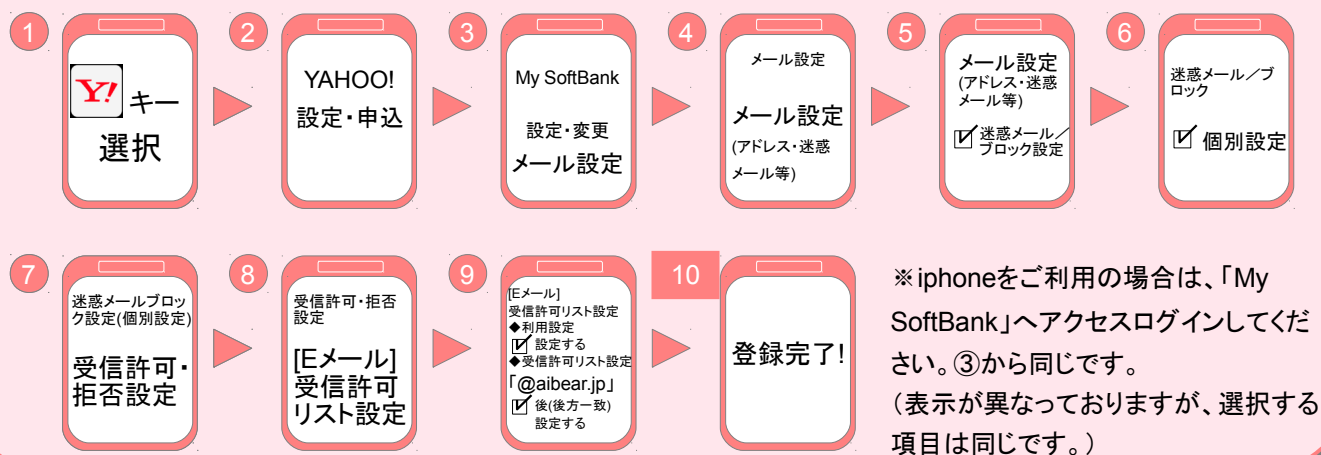 1
Y! キー
選択
2
YAHOO!
設定・申込
3
My SoftBank
設定・変更
メール設定
4
メール設定
メール設定
(アドレス・迷惑
メール等)
5
メール設定
(アドレス・迷惑
メール等)
迷惑メール／
ブロック設定
6
迷惑メール／ブ
ロック
個別設定
7
迷惑メールブロッ
ク設定(個別設定)
受信許可・
拒否設定
8
受信許可・拒否
設定
[Eメール]
受信許可
リスト設定
9
[Eメール]
受信許可リスト設定
◆利用設定
設定する
◆受信許可リスト設定
「@aibear.jp」
後(後方一致)
設定する
10
登録完了!
※iphoneをご利用の場合は、「My
SoftBank」へアクセスログインしてくだ
さい。③から同じです。
（表示が異なっておりますが、選択する
項目は同じです。）